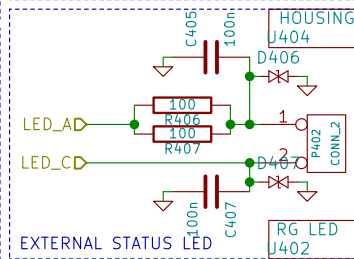 HOUSING
U404
C405
100n
D406
100
R406
LED_A
100
R407
1
P402
CONN_2
LED_C
D407
2
100n
C407
RG LED
U402
EXTERNAL STATUS LED